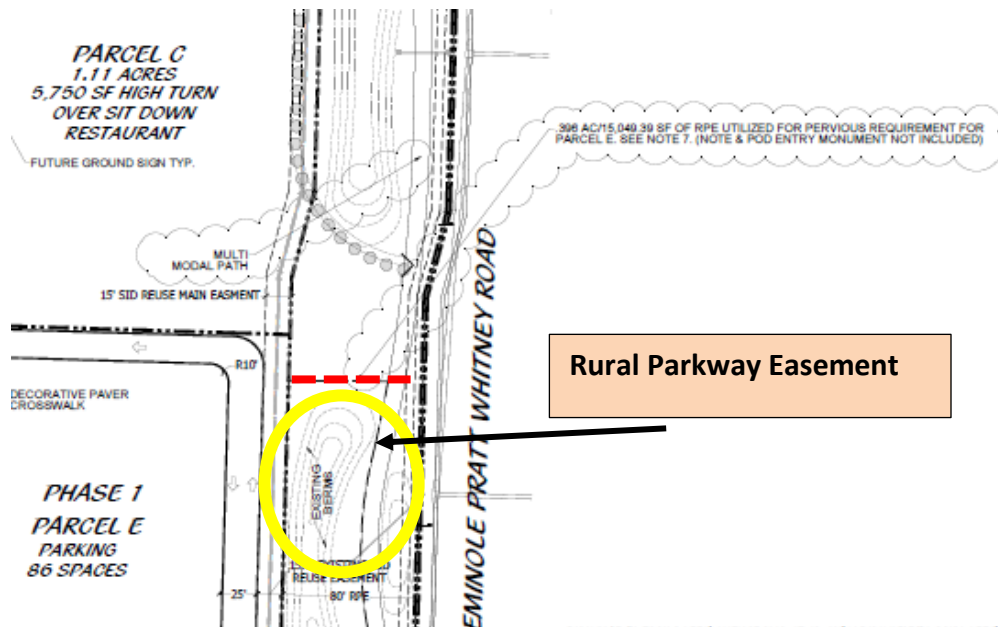 PARCEL C
1.11 ACRES
5,750 SF HIGH TURN
OVER SIT DOWN
RESTAURANT
FUTURE GROUND SIGN TYP.
.396 AC/15,049.39 SF OF RPE UTILIZED FOR PERVIOUS REQUIREMENT FOR
PARCEL E. SEE NOTE 7. (NOTE & POD ENTRY MONUMENT NOT INCLUDED)
MULTI
MODAL PATH
15' SID REUSE MAIN EASMENT
R10'
DECORATIVE PAVER
CROSSWALK
Rural Parkway Easement
EMINOLE PRATT WHITNEY ROAD
EXISTING
BERMS
PHASE 1
PARCEL E
PARKING
86 SPACES
REUSE EASEMENT
25'
80' RPE